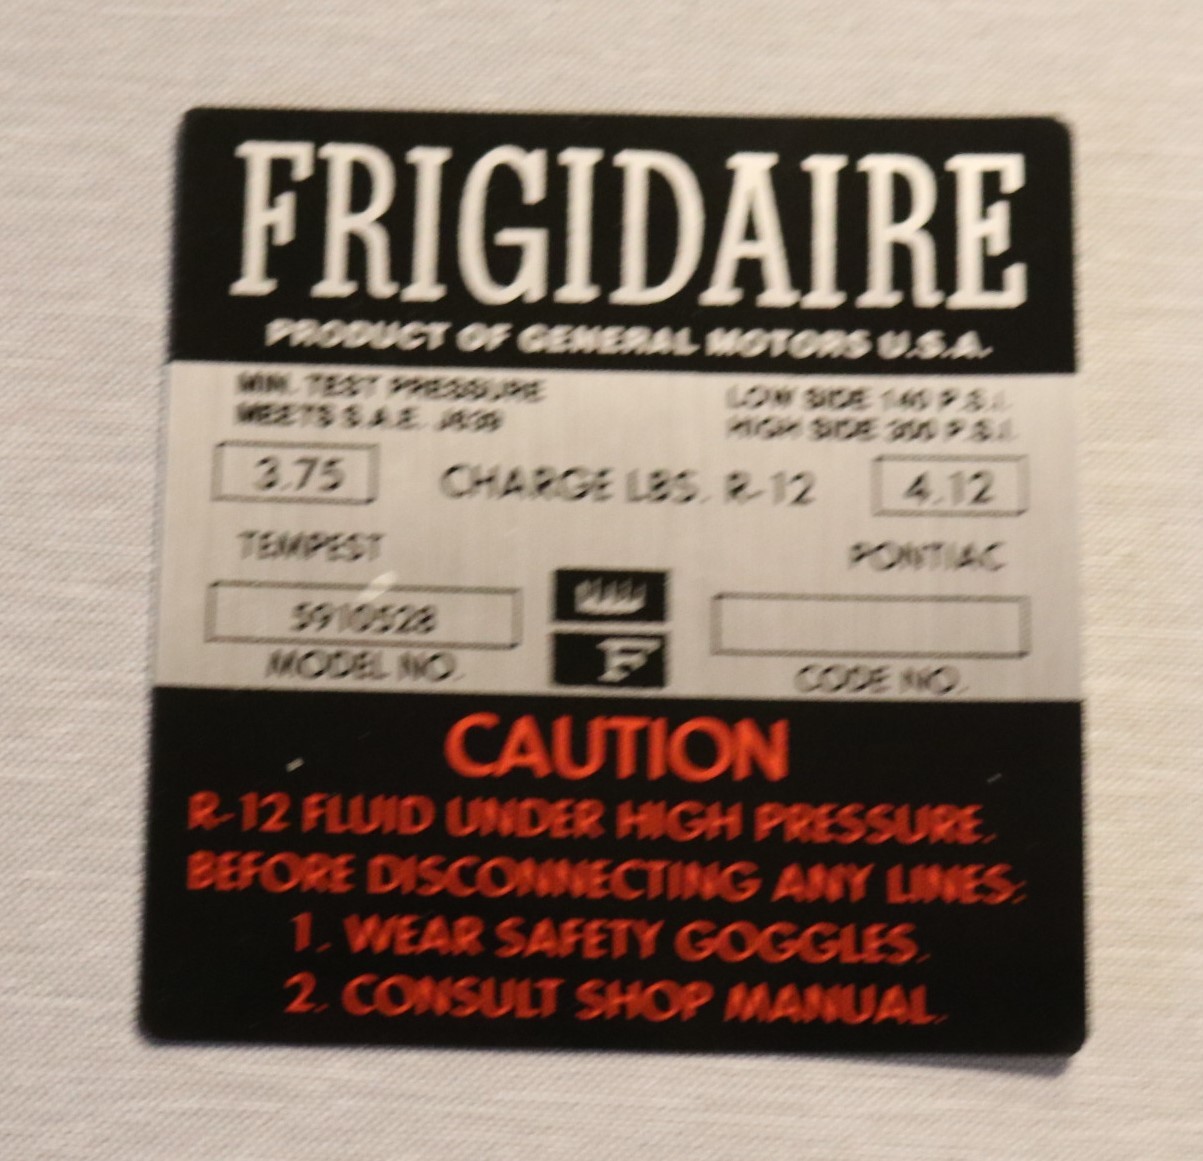 FRIGIDAIRE
PRODUCT OF GENERAL MOTORS U.S.A.
MIN. TEST PRESSURE LOW SIDE 140 P.S.I.
MEETS S.A.E. J639 HIGH SIDE 300 P.S.I.
3.75 CHARGE LBS. R-12 4.12
TEMPEST PONTIAC
5910528
MODEL NO. F CODE NO.
CAUTION
R-12 FLUID UNDER HIGH PRESSURE.
BEFORE DISCONNECTING ANY LINES:
1. WEAR SAFETY GOGGLES.
2. CONSULT SHOP MANUAL.